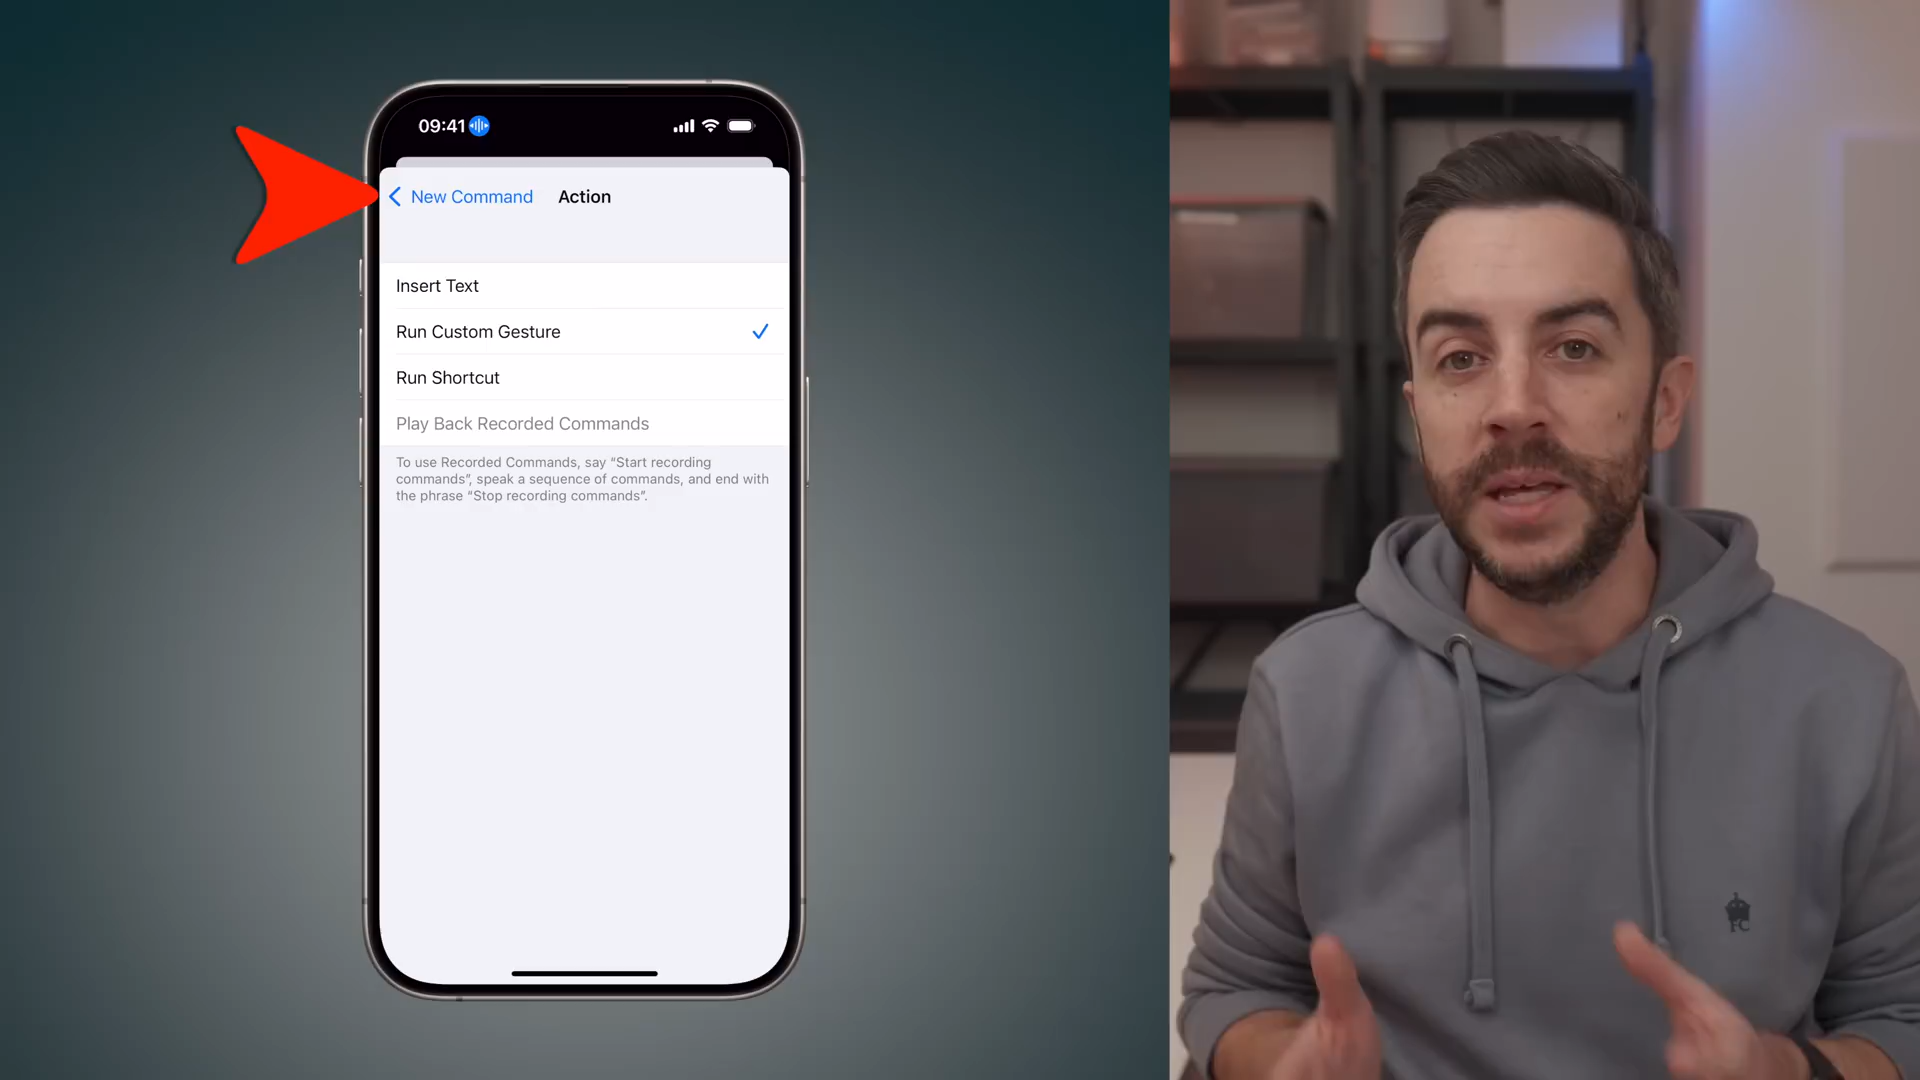 09:41
New Command
Action
Insert Text
Run Custom Gesture
Run Shortcut
Play Back Recorded Commands
To use Recorded Commands, say “Start recording
commands”, speak a sequence of commands, and end with
the phrase “Stop recording commands”.
FC